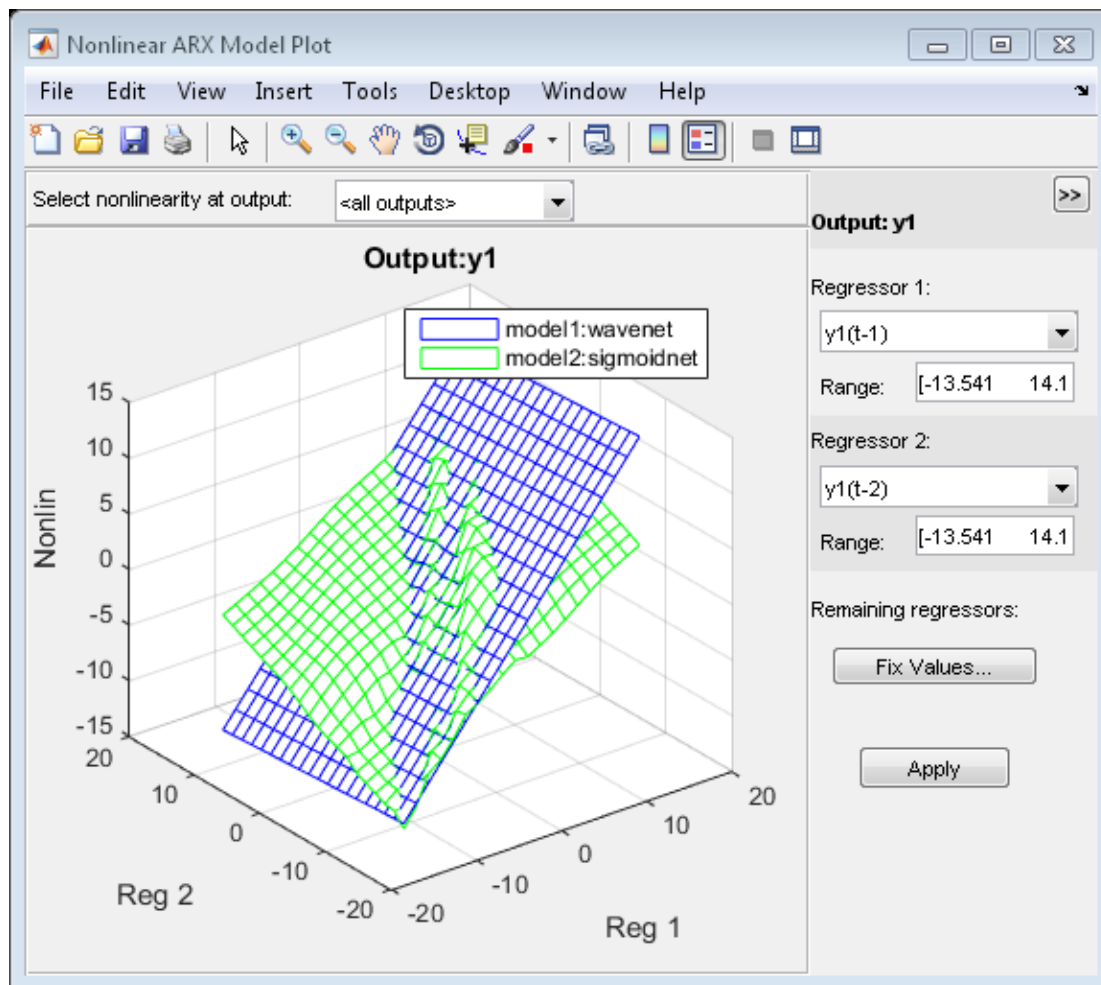 Nonlinear ARX Model Plot
File Edit View Insert Tools Desktop Window Help
Select nonlinearity at output: <all outputs>
>>
Output: y1
Output:y1
model1:wavenet
model2:sigmoidnet
15
10
5
0
-5
-10
-15
Nonlin
20
10
0
-10
-20
Reg 2
-20
-10
0
10
20
Reg 1
Regressor 1:
y1(t-1)
Range: [-13.541 14.1
Regressor 2:
y1(t-2)
Range: [-13.541 14.1
Remaining regressors:
Fix Values...
Apply